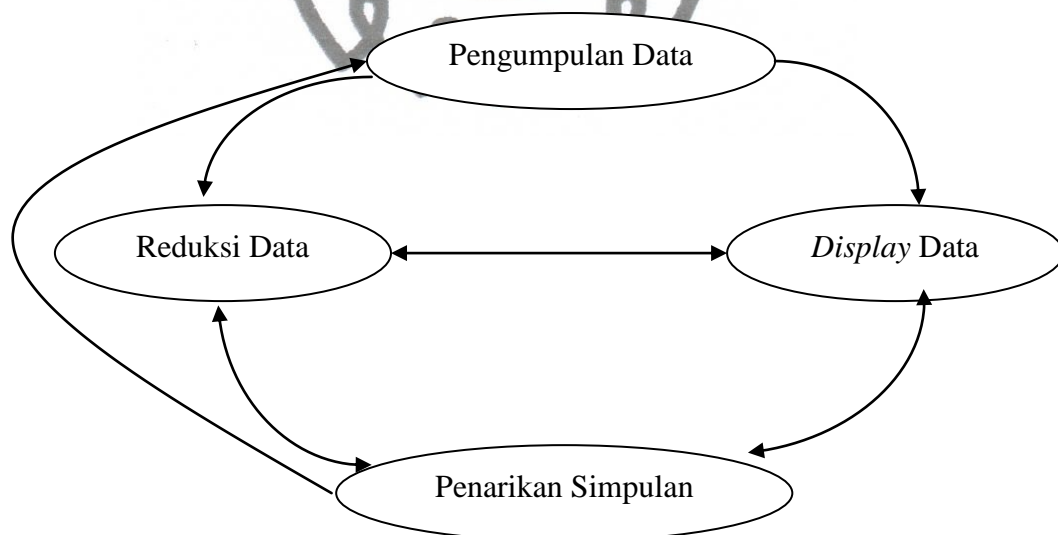 Pengumpulan Data
Reduksi Data
Display Data
Penarikan Simpulan